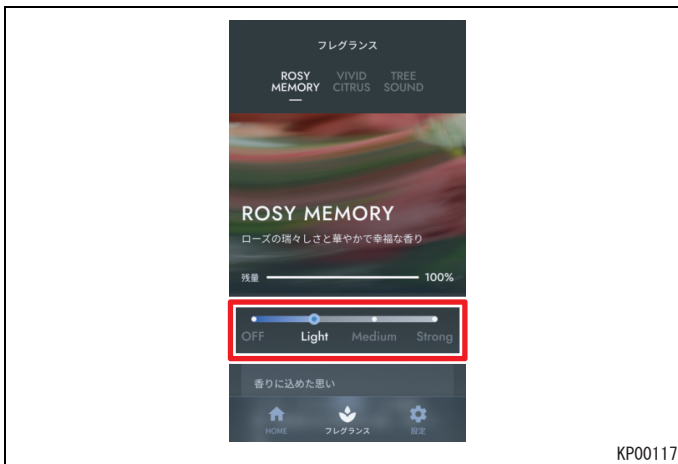 フレグランス
ROSY MEMORY
VIVID CITRUS
TREE SOUND
ROSY MEMORY
ローズの瑞々しさと華やかで幸福な香り
残量 100%
OFF Light Medium Strong
香りに込めた思い
HOME フレグランス 設定
KP00117